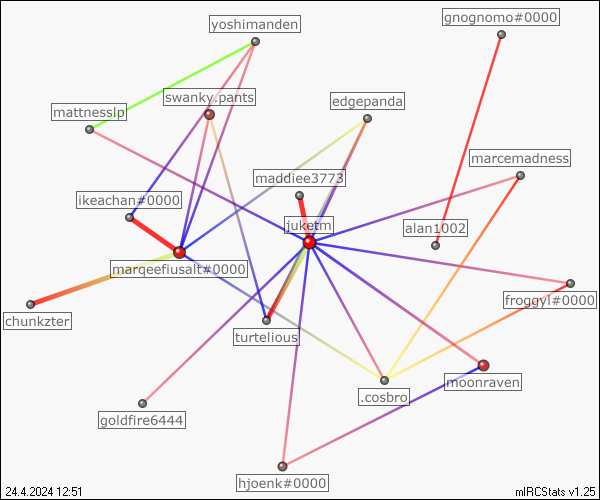 gnognomo#0000
yoshimanden
swanky.pants
edgepanda
mattnesslp
marcemadness
maddiee3773
ikeachan#0000
juketm
alan1002
marqeefiusalt#0000
froggyl#0000
chunkzter
turtelious
moonraven
.cosbro
goldfire6444
hjoenk#0000
24.4.2024 12:51
mIRCStats v1.25